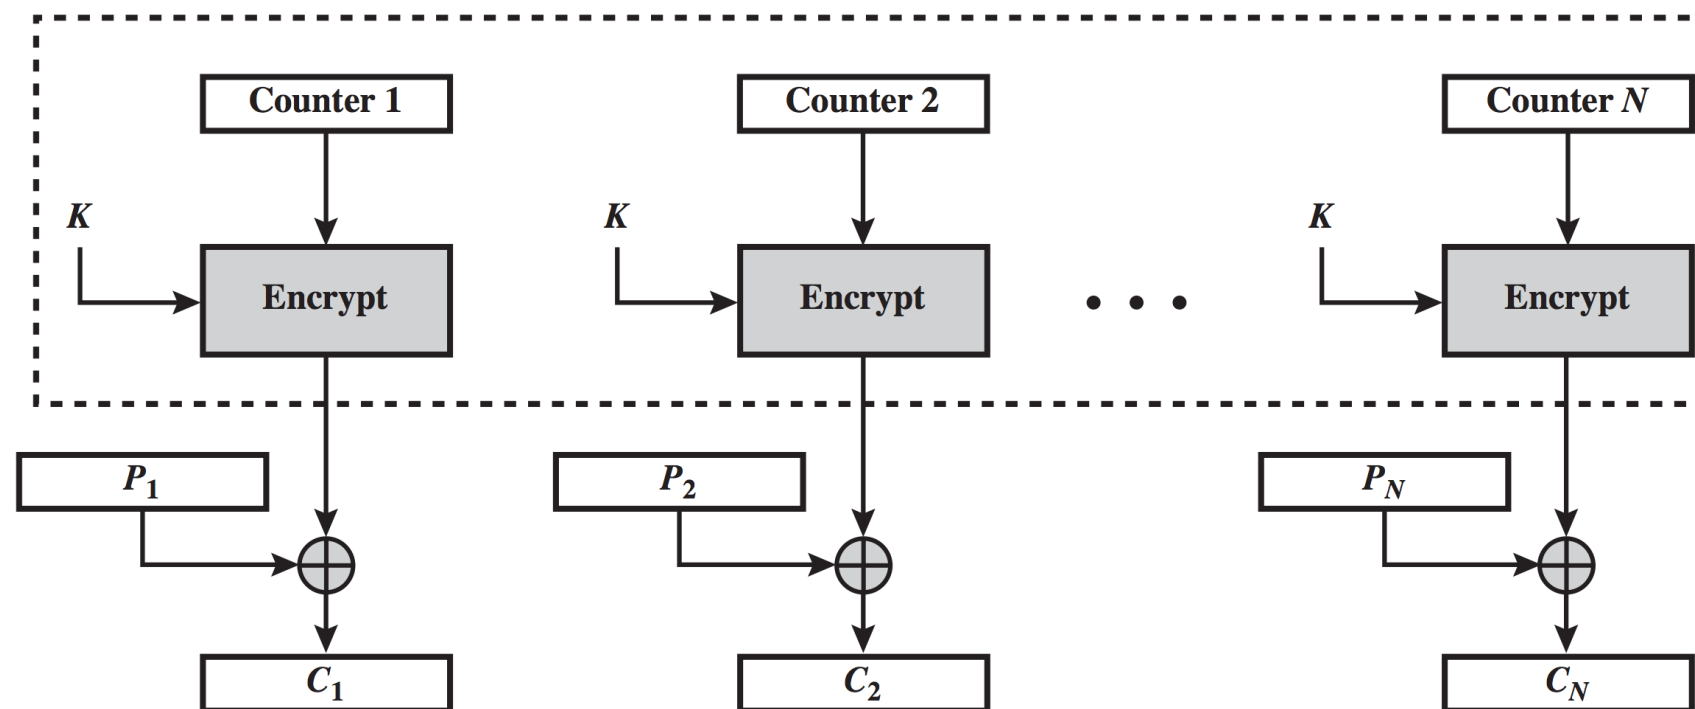 Counter 1 Counter 2 Counter N
K K K
Encrypt Encrypt • • • Encrypt
P1 P2 PN
C1 C2 CN